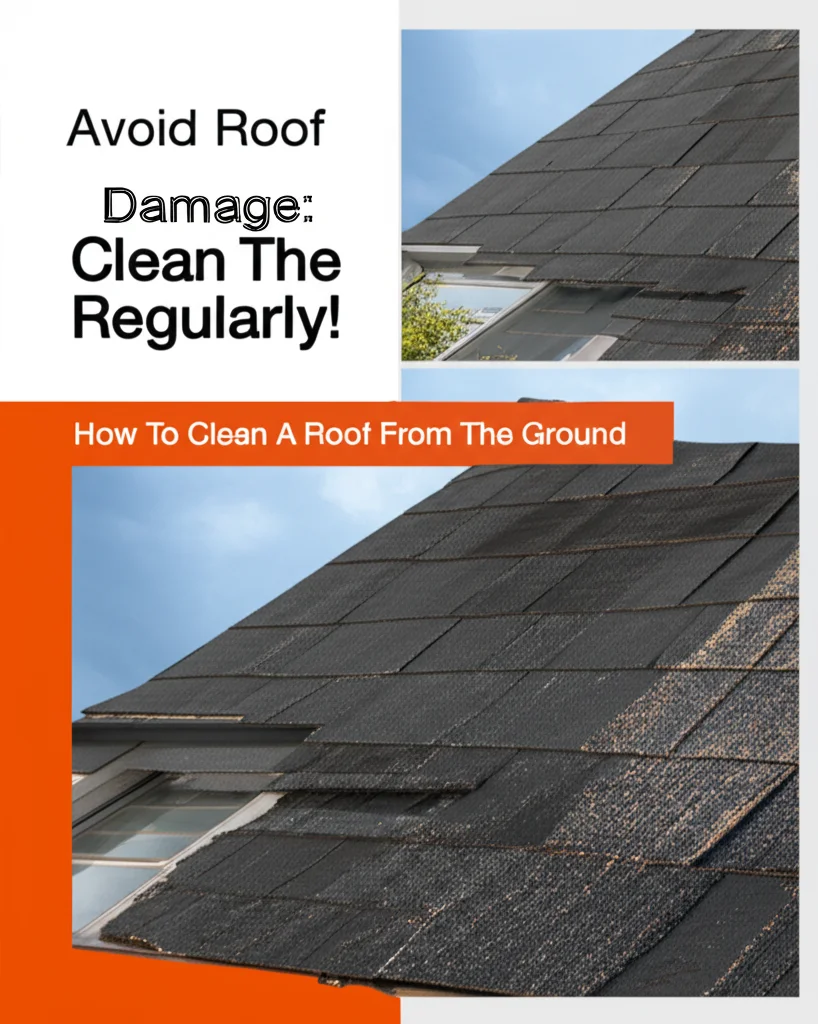 Avoid Roof
Damage:
Clean The
Regularly!
How To Clean A Roof From The Ground